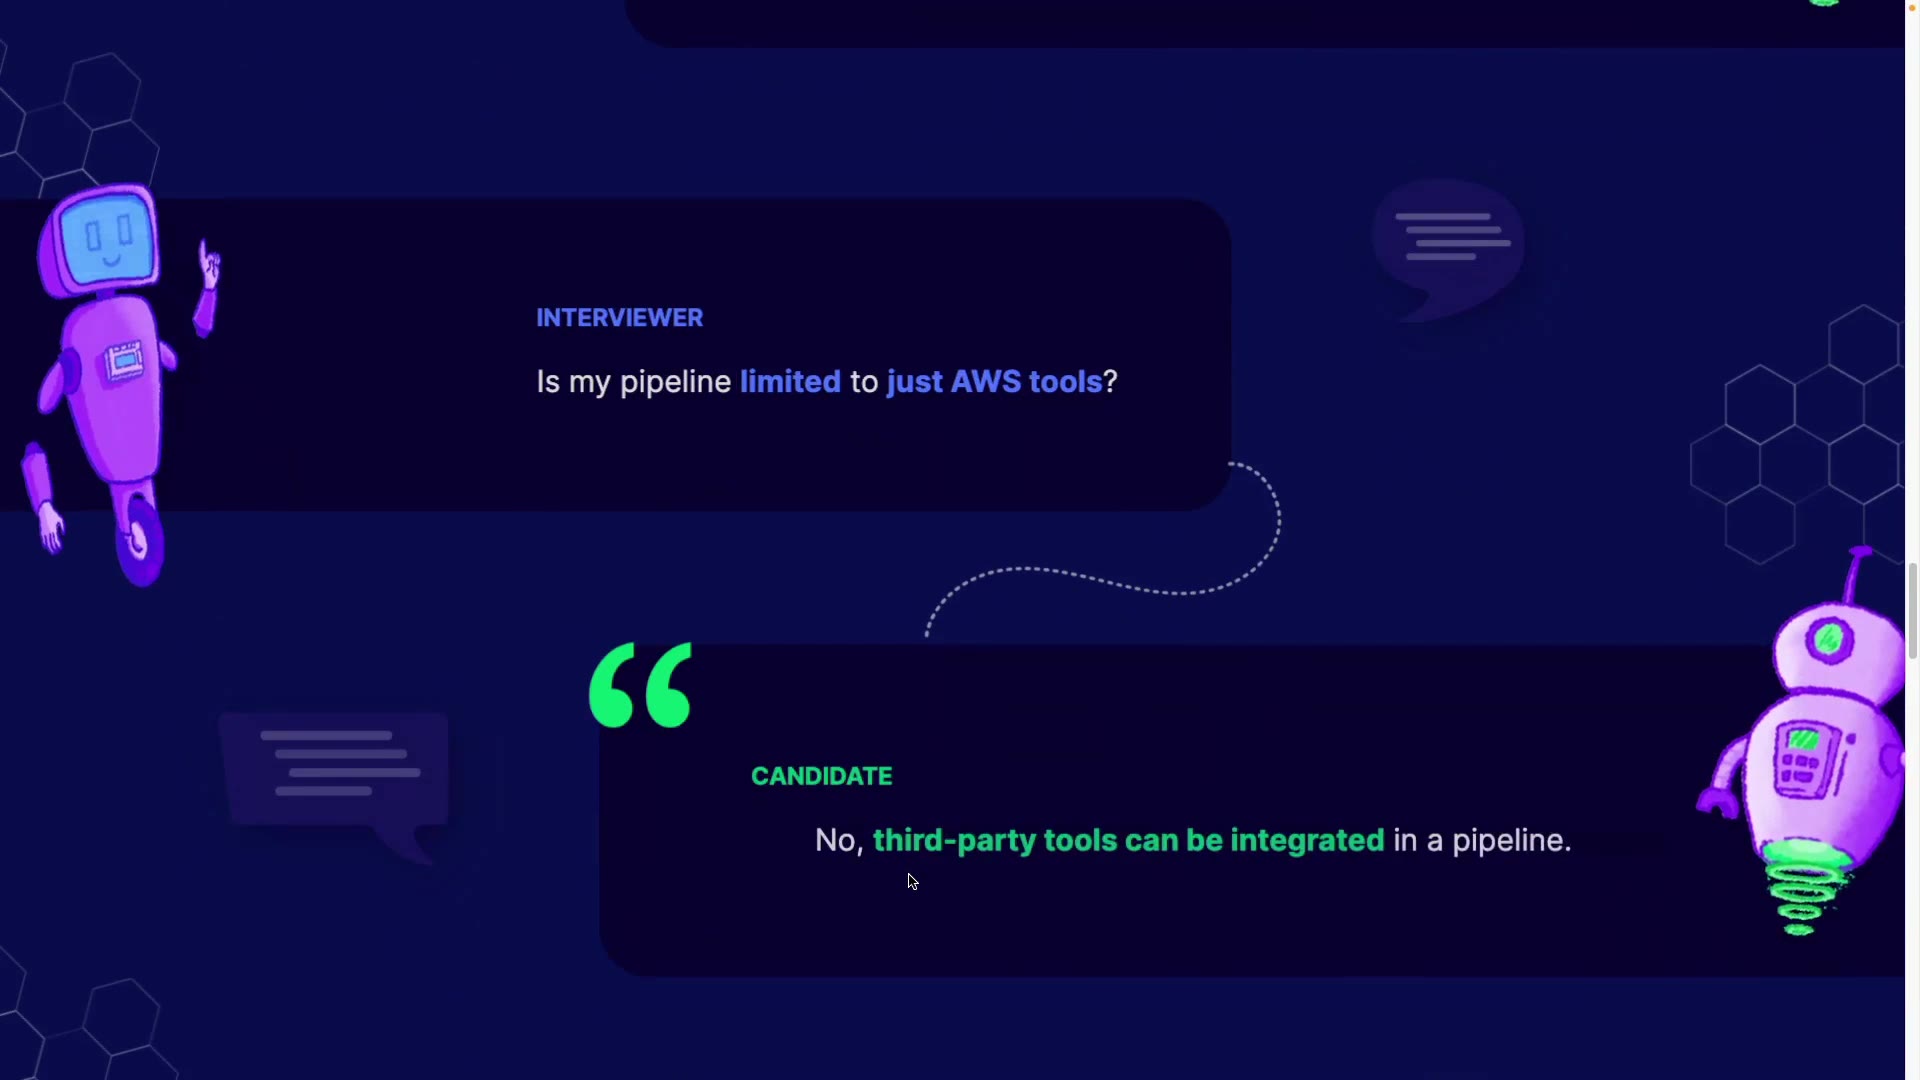 INTERVIEWER
Is my pipeline limited to just AWS tools?
“
CANDIDATE
No, third-party tools can be integrated in a pipeline.